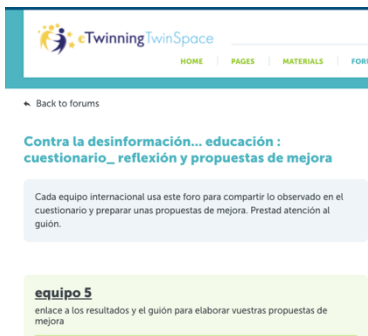 eTwinning TwinSpace
HOME PAGES MATERIALS
Back to forums
Contra la desinformación... educación :
cuestionario_ reflexión y propuestas de mejora
Cada equipo internacional usa este foro para compartir lo observado en el
cuestionario y preparar unas propuestas de mejora. Prestad atención al
guión.
equipo 5
enlace a los resultados y el guión para elaborar vuestras propuestas de
mejora